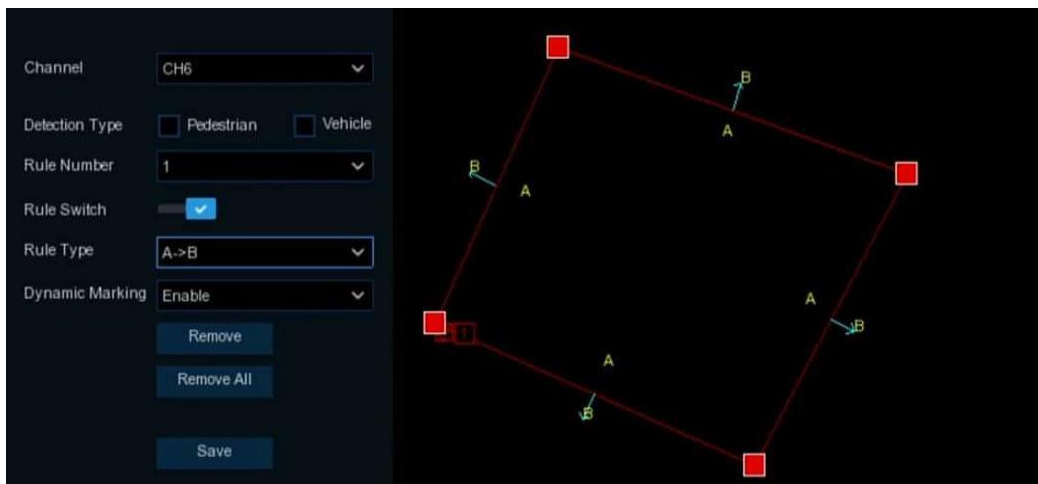 Channel CH6
Detection Type Pedestrian Vehicle
Rule Number 1
Rule Switch
Rule Type A->B
Dynamic Marking Enable
Remove
Remove All
Save
B
A
B
A
A
B
A
B